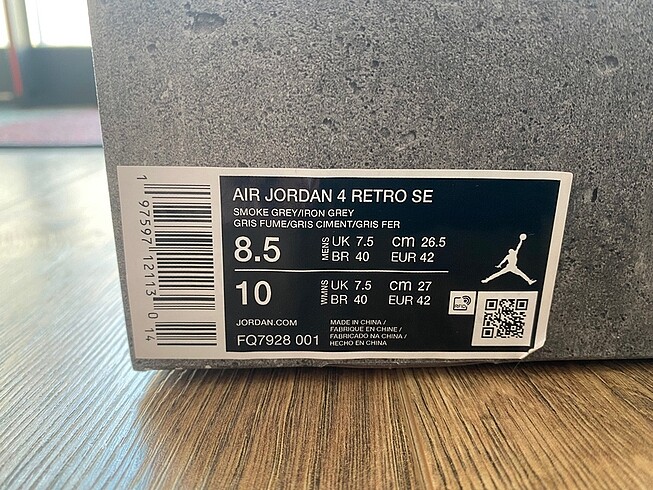 AIR JORDAN 4 RETRO SE
SMOKE GREY/IRON GREY
GRIS FUME/GRIS CIMENT/GRIS FER
8.5 MENS UK 7.5 cm 26.5
BR 40 EUR 42
10 WMNS UK 7.5 cm 27
BR 40 EUR 42
RFID
JORDAN.COM
FQ7928 001
MADE IN CHINA /
FABRIQUE EN CHINE /
FABRICADO NA CHINA /
HECHO EN CHINA
1 97597 12113 0 14